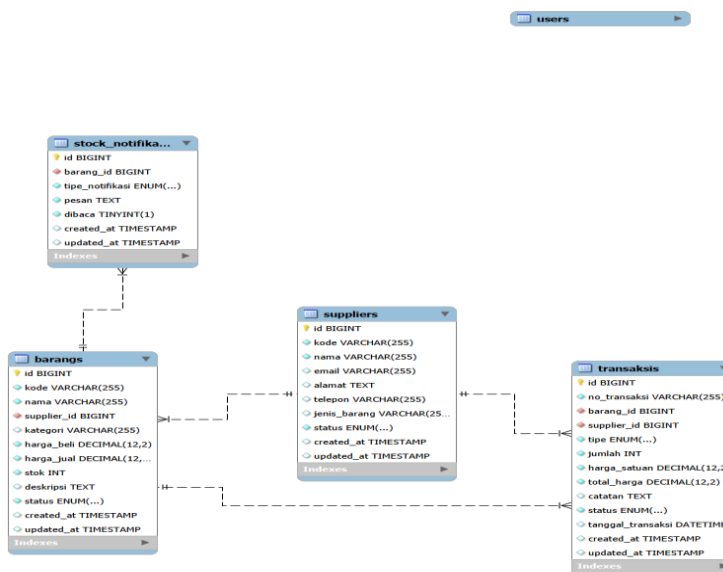 users
stock_notifika...
id BIGINT
barang_id BIGINT
tipe_notifikasi ENUM(...)
pesan TEXT
dibaca TINYINT(1)
created_at TIMESTAMP
updated_at TIMESTAMP
Indexes
suppliers
id BIGINT
kode VARCHAR(255)
nama VARCHAR(255)
email VARCHAR(255)
alamat TEXT
telepon VARCHAR(255)
jenis_barang VARCHAR(25...
status ENUM(...)
created_at TIMESTAMP
updated_at TIMESTAMP
Indexes
barangs
id BIGINT
kode VARCHAR(255)
nama VARCHAR(255)
supplier_id BIGINT
kategori VARCHAR(255)
harga_beli DECIMAL(12,2)
harga_jual DECIMAL(12,...
stok INT
deskripsi TEXT
status ENUM(...)
created_at TIMESTAMP
updated_at TIMESTAMP
Indexes
transaksis
id BIGINT
no_transaksi VARCHAR(255)
barang_id BIGINT
supplier_id BIGINT
tipe ENUM(...)
jumlah INT
harga_satuan DECIMAL(12,2
total_harga DECIMAL(12,2)
catatan TEXT
status ENUM(...)
tanggal_transaksi DATETIME
created_at TIMESTAMP
updated_at TIMESTAMP
Indexes